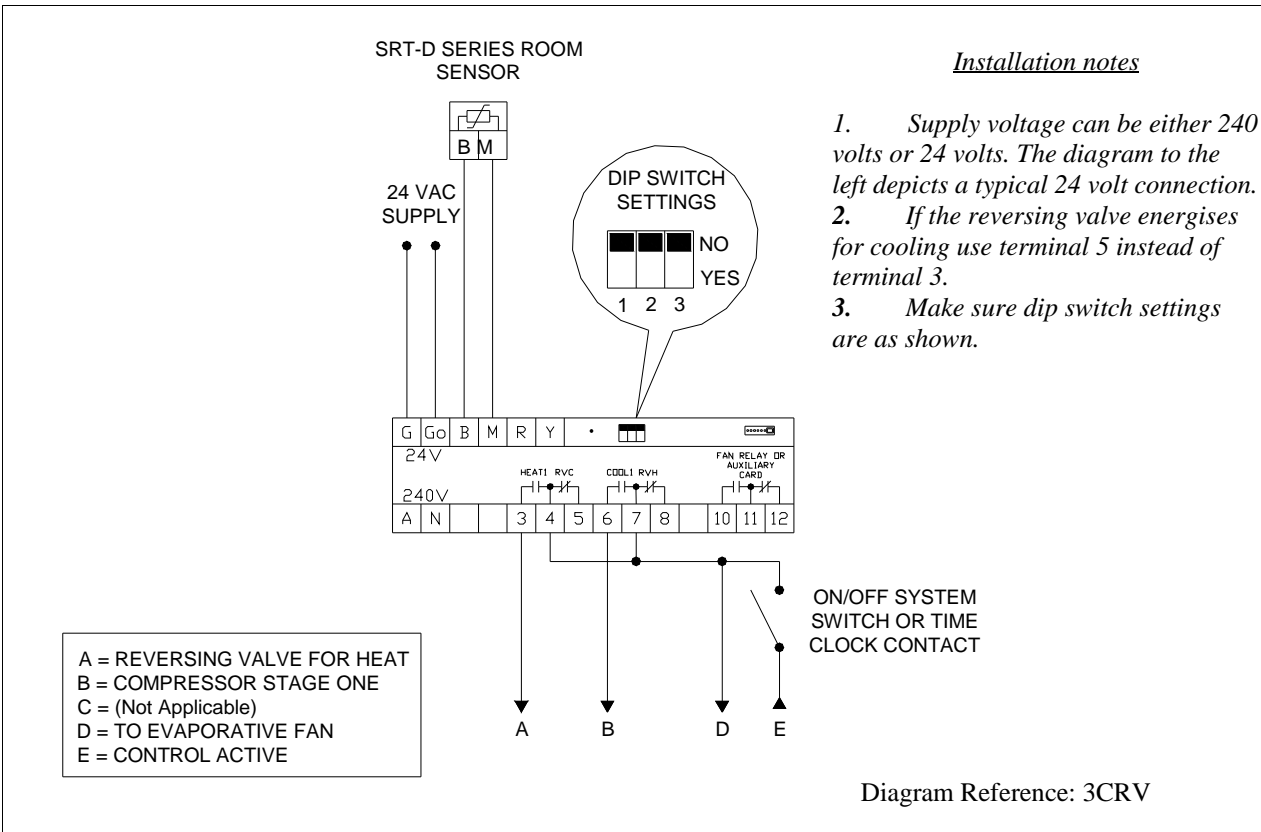 SRT-D SERIES ROOM
SENSOR
B M
24 VAC
SUPPLY
DIP SWITCH
SETTINGS
NO
YES
1 2 3
Installation notes
1. Supply voltage can be either 240
volts or 24 volts. The diagram to the
left depicts a typical 24 volt connection.
2. If the reversing valve energises
for cooling use terminal 5 instead of
terminal 3.
3. Make sure dip switch settings
are as shown.
G Go B M R Y
24V
HEAT1 RVC
COOL1 RVH
FAN RELAY OR
AUXILIARY
CARD
240V
A N 3 4 5 6 7 8 10 11 12
ON/OFF SYSTEM
SWITCH OR TIME
CLOCK CONTACT
A B D E
A = REVERSING VALVE FOR HEAT
B = COMPRESSOR STAGE ONE
C = (Not Applicable)
D = TO EVAPORATIVE FAN
E = CONTROL ACTIVE
Diagram Reference: 3CRV